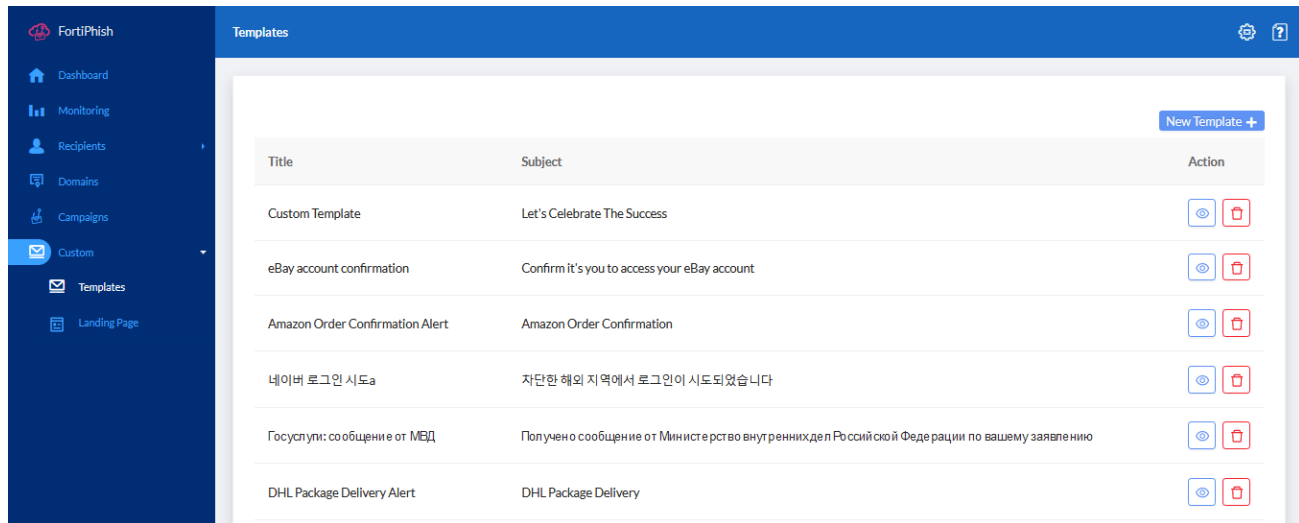 FortiPhish
Templates
Dashboard
Monitoring
Recipients
Domains
Campaigns
Custom
Templates
Landing Page
New Template +
Title Subject Action
Custom Template Let's Celebrate The Success
eBay account confirmation Confirm it's you to access your eBay account
Amazon Order Confirmation Alert Amazon Order Confirmation
네이버 로그인 시도a 차단한 해외 지역에서 로그인이 시도되었습니다
Госуслуги: сообщение от МВД Получено сообщение от Министерство внутренних дел Российской Федерации по вашему заявлению
DHL Package Delivery Alert DHL Package Delivery